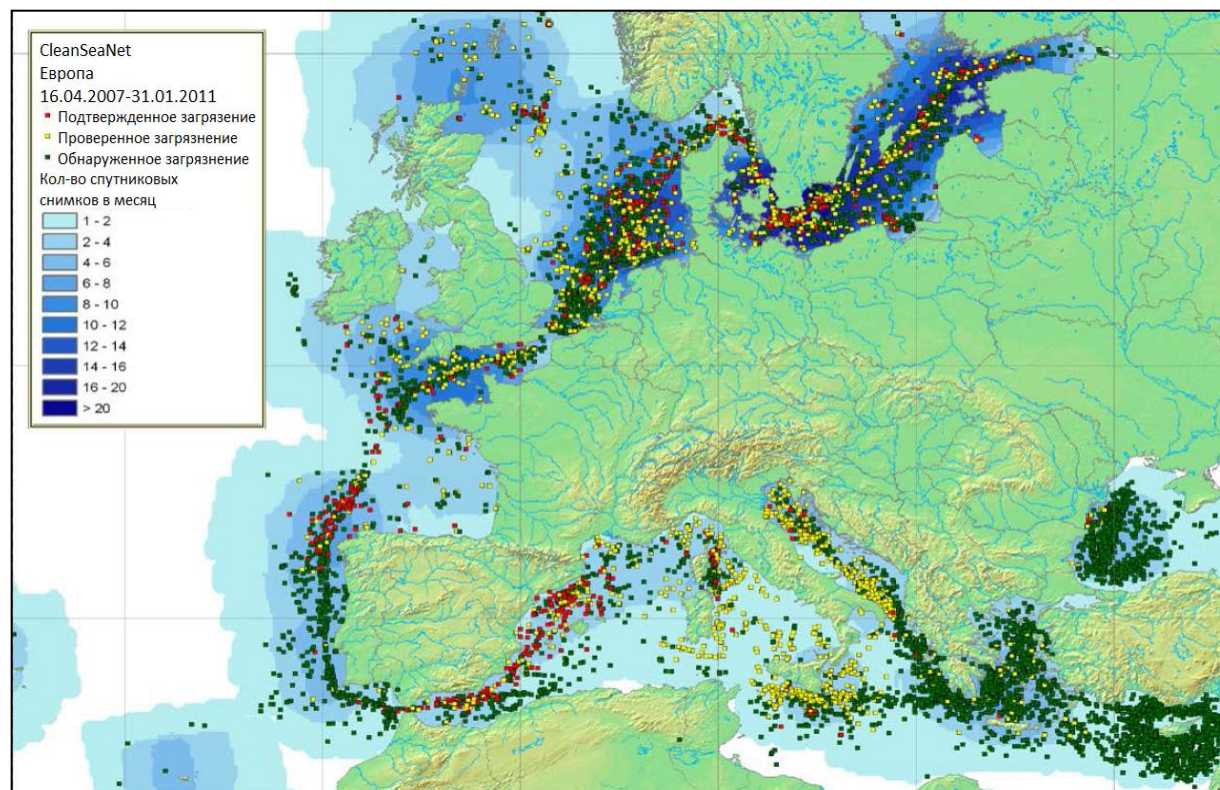 CleanSeaNet
Европа
16.04.2007-31.01.2011
Подтвержденное загрязение
Проверенное загрязнение
Обнаруженное загрязнение
Кол-во спутниковых
снимков в месяц
1 - 2
2 - 4
4 - 6
6 - 8
8 - 10
10 - 12
12 - 14
14 - 16
16 - 20
> 20